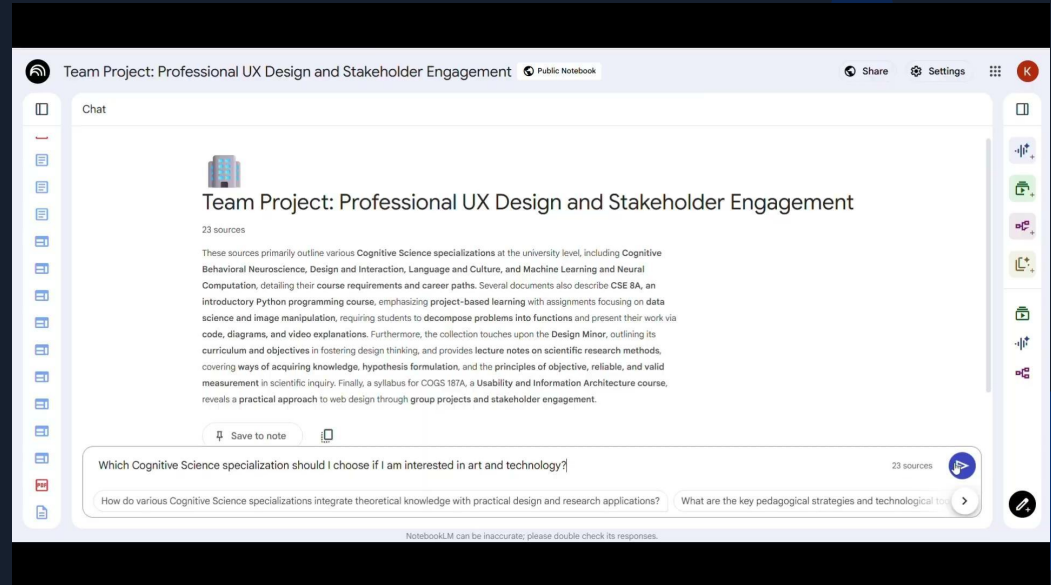 Team Project: Professional UX Design and Stakeholder Engagement
Public Notebook
Share
Settings
K
Chat
Team Project: Professional UX Design and Stakeholder Engagement
23 sources
These sources primarily outline various Cognitive Science specializations at the university level, including Cognitive
Behavioral Neuroscience, Design and Interaction, Language and Culture, and Machine Learning and Neural
Computation, detailing their course requirements and career paths. Several documents also describe CSE 8A, an
introductory Python programming course, emphasizing project-based learning with assignments focusing on data
science and image manipulation, requiring students to decompose problems into functions and present their work via
code, diagrams, and video explanations. Furthermore, the collection touches upon the Design Minor, outlining its
curriculum and objectives in fostering design thinking, and provides lecture notes on scientific research methods,
covering ways of acquiring knowledge, hypothesis formulation, and the principles of objective, reliable, and valid
measurement in scientific inquiry. Finally, a syllabus for COGS 187A, a Usability and Information Architecture course,
reveals a practical approach to web design through group projects and stakeholder engagement.
Save to note
Which Cognitive Science specialization should I choose if I am interested in art and technology?
23 sources
How do various Cognitive Science specializations integrate theoretical knowledge with practical design and research applications?
What are the key pedagogical strategies and technological
PDF
NotebookLM can be inaccurate; please double check its responses.